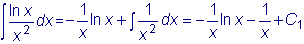 ∫ ln x / x² dx = − 1/x ln x + ∫ 1/x² dx = − 1/x ln x − 1/x + C₁